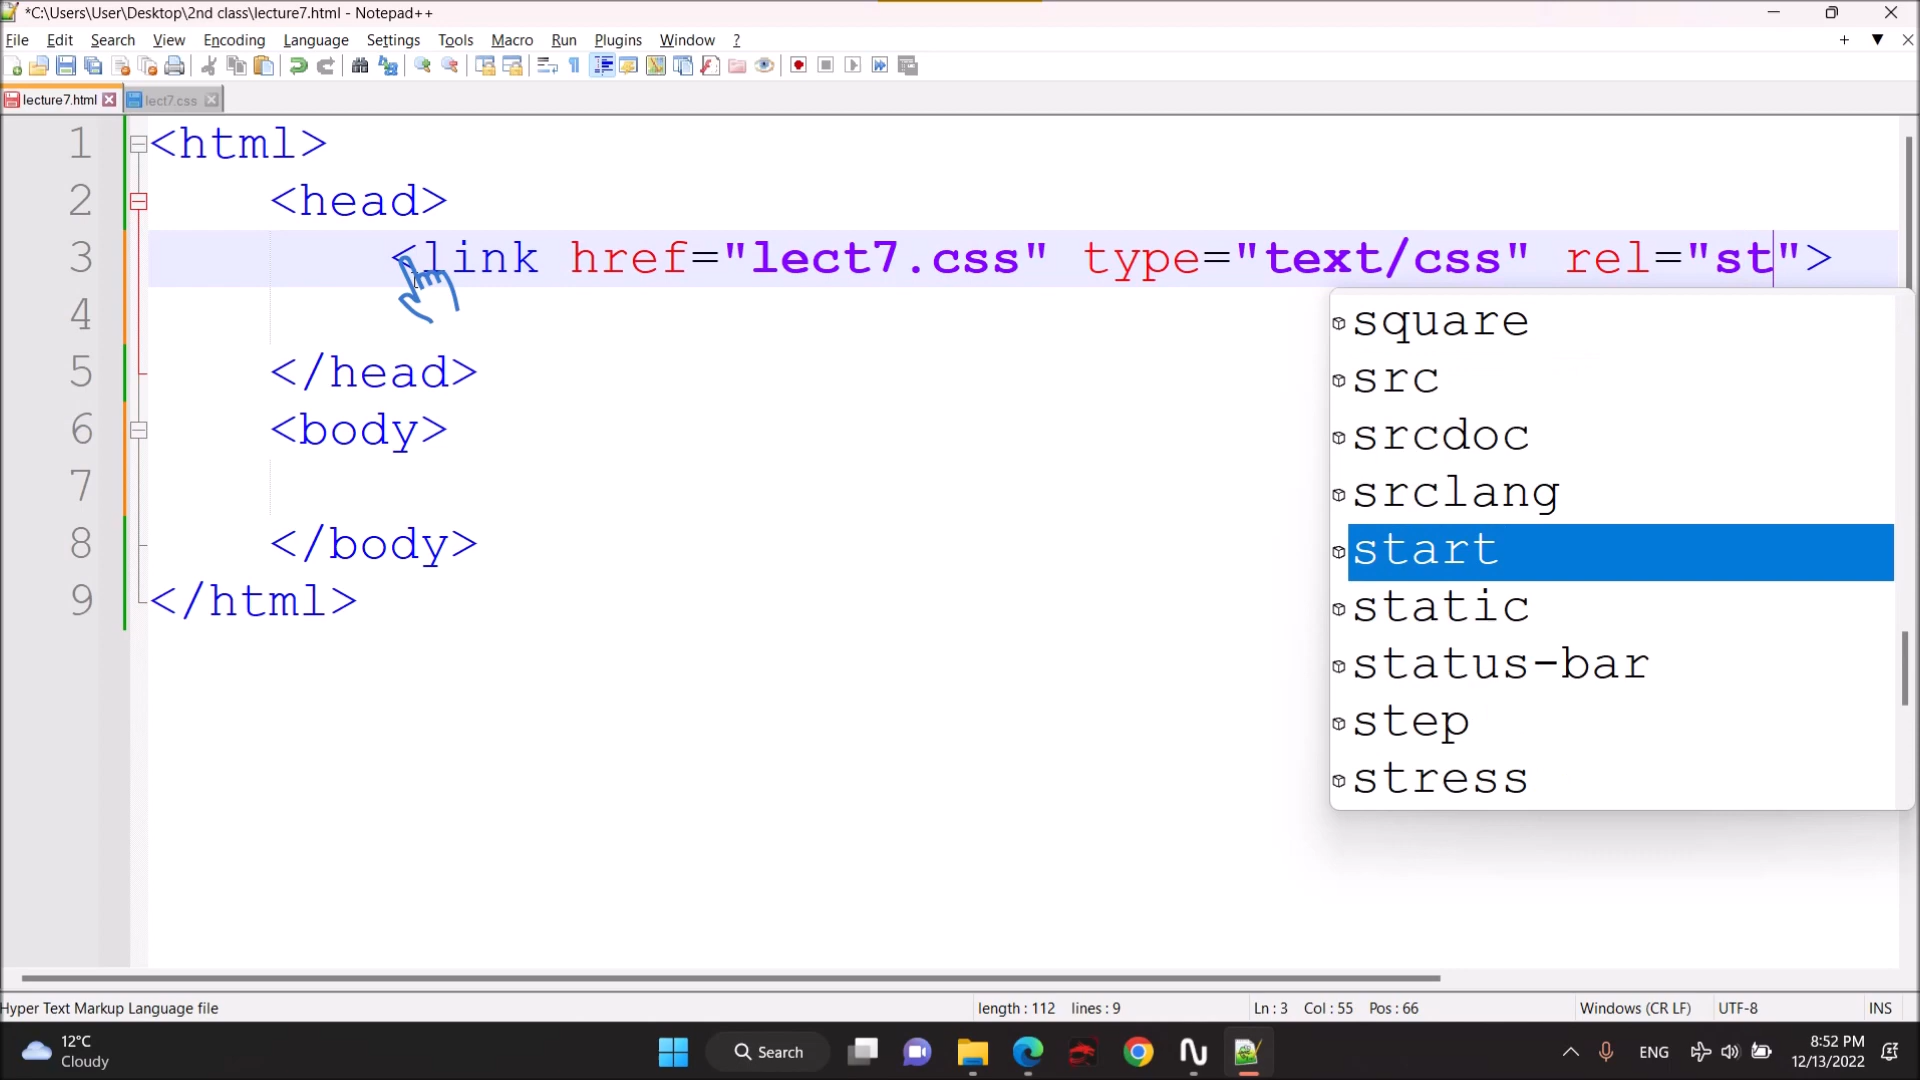 *C:\Users\User\Desktop\2nd class\lecture7.html - Notepad++
File Edit Search View Encoding Language Settings Tools Macro Run Plugins Window ?
lecture7.html lect7.css
1 <html>
2 <head>
3 <link href="lect7.css" type="text/css" rel="st">
4
5 </head>
6 <body>
7
8 </body>
9 </html>
square
src
srcdoc
srclang
start
static
status-bar
step
stress
Hyper Text Markup Language file length : 112 lines : 9 Ln : 3 Col : 55 Pos : 66 Windows (CR LF) UTF-8 INS
12°C
Cloudy
Search
ENG
8:52 PM
12/13/2022